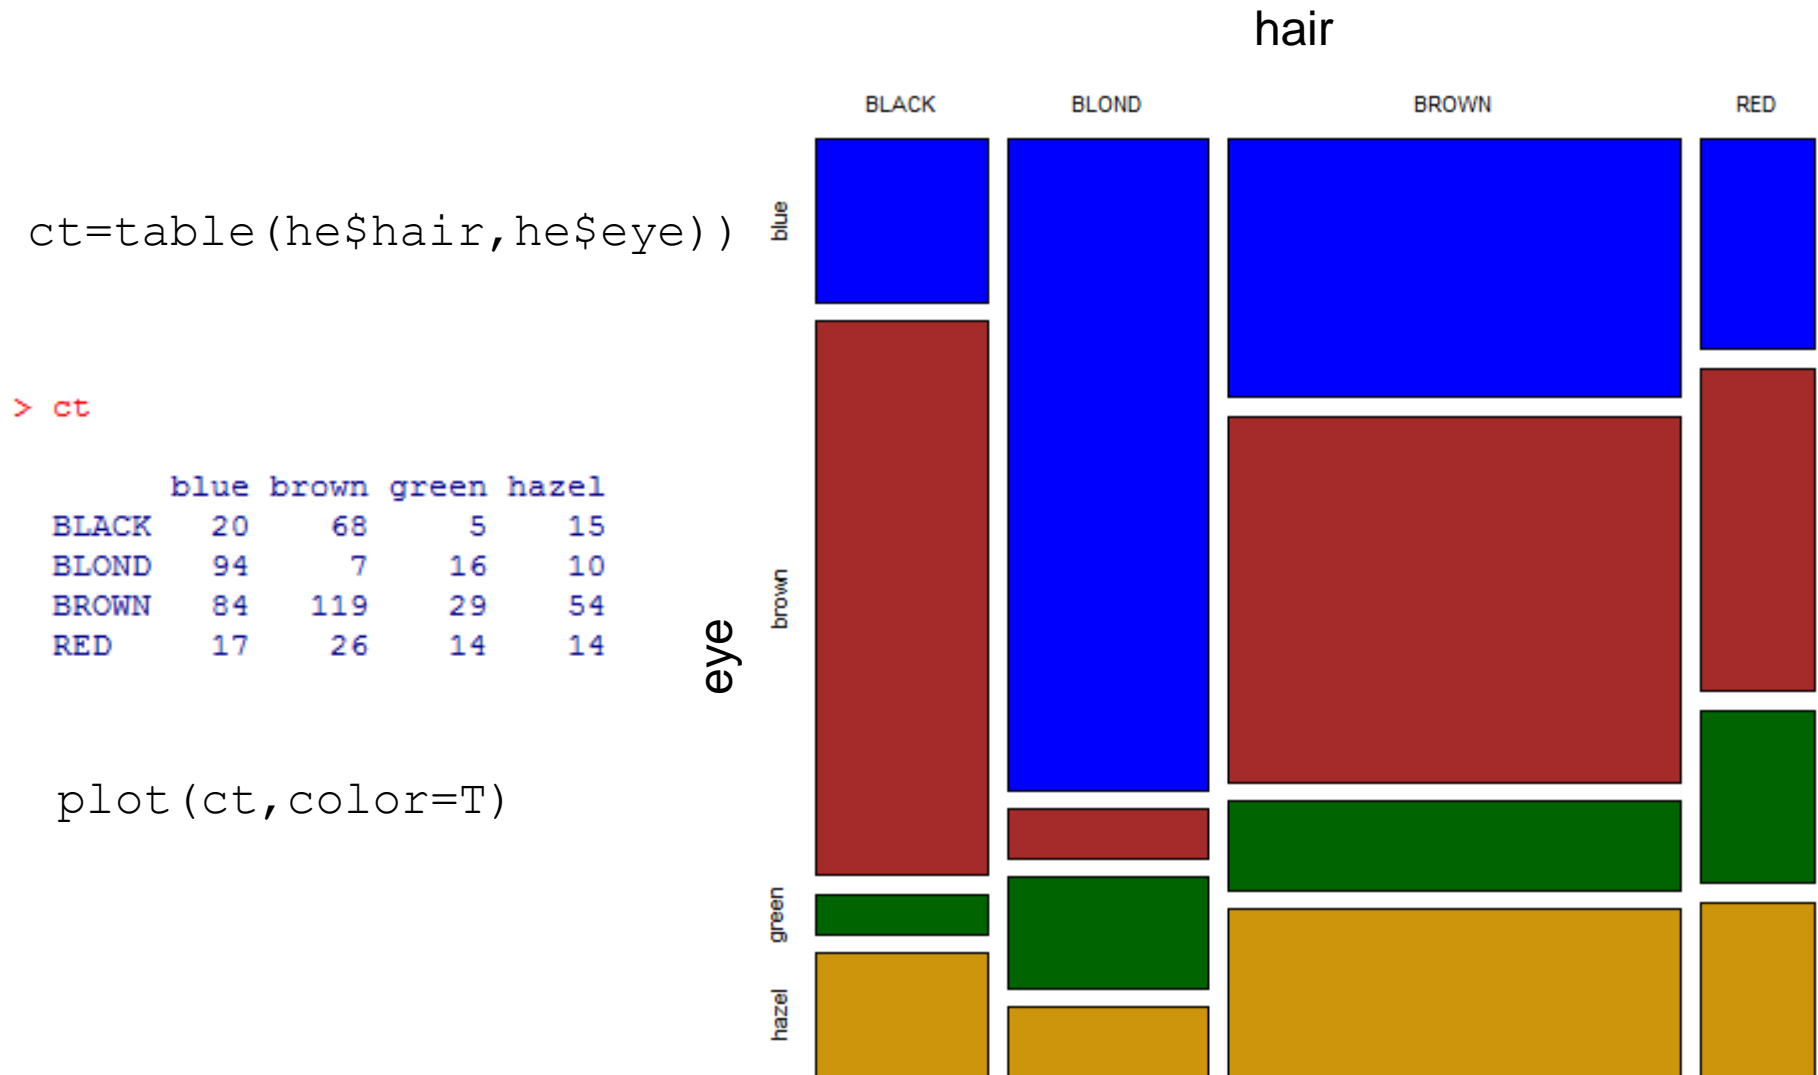 hair
BLACK BLOND BROWN RED
ct=table(he$hair,he$eye))
blue
> ct
blue brown green hazel
BLACK 20 68 5 15
BLOND 94 7 16 10
BROWN 84 119 29 54
RED 17 26 14 14
brown
eye
plot(ct,color=T)
green
hazel